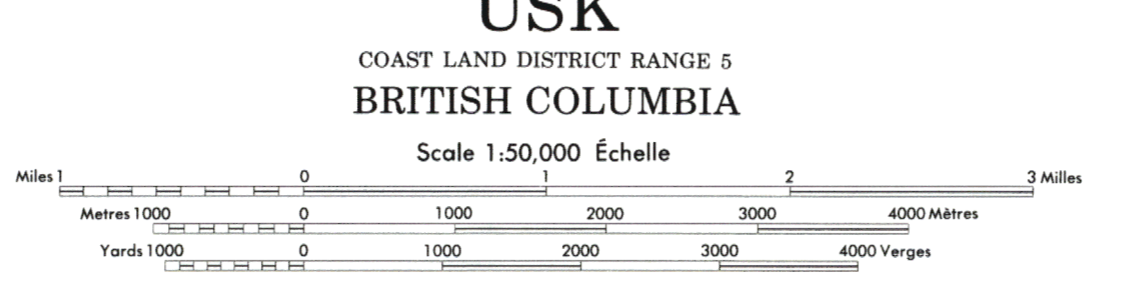 USK
COAST LAND DISTRICT RANGE 5
BRITISH COLUMBIA
Scale 1:50,000 Échelle
Miles 1 0 1 2 3 Milles
Metres 1000 0 1000 2000 3000 4000 Mètres
Yards 1000 0 1000 2000 3000 4000 Verges